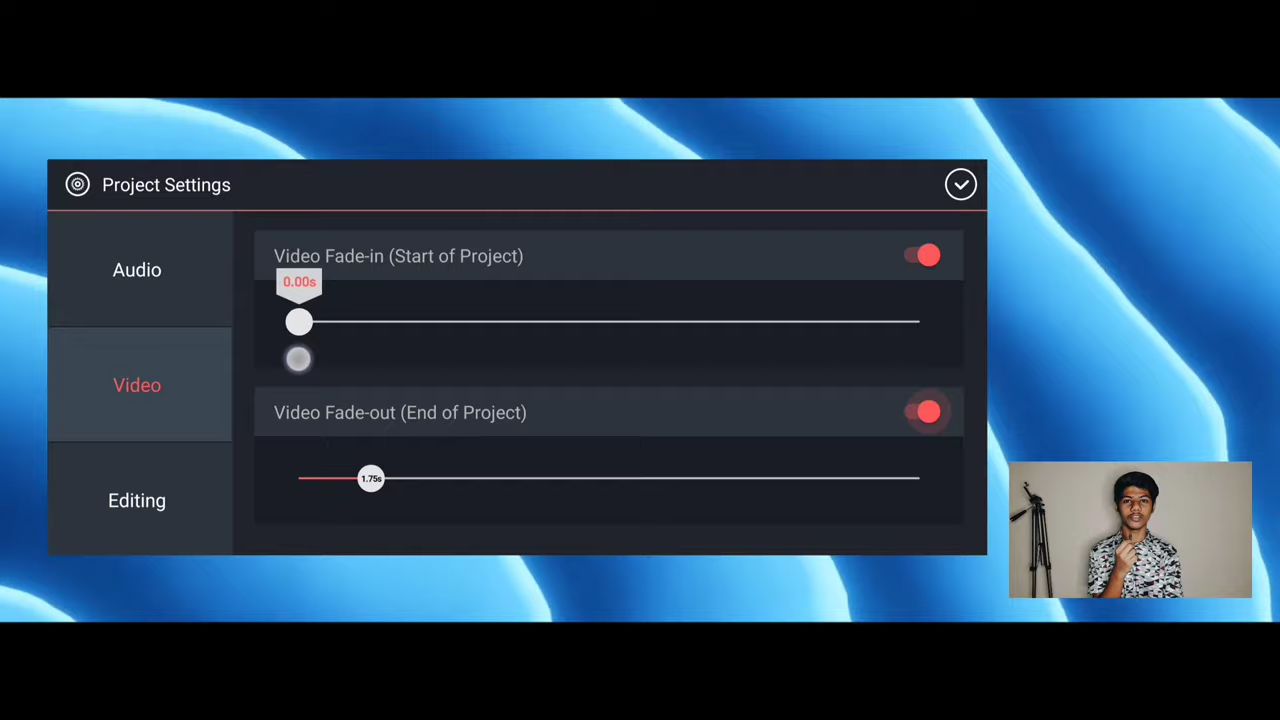 Project Settings
Audio
Video Fade-in (Start of Project)
0.00s
Video
Video Fade-out (End of Project)
1.75s
Editing